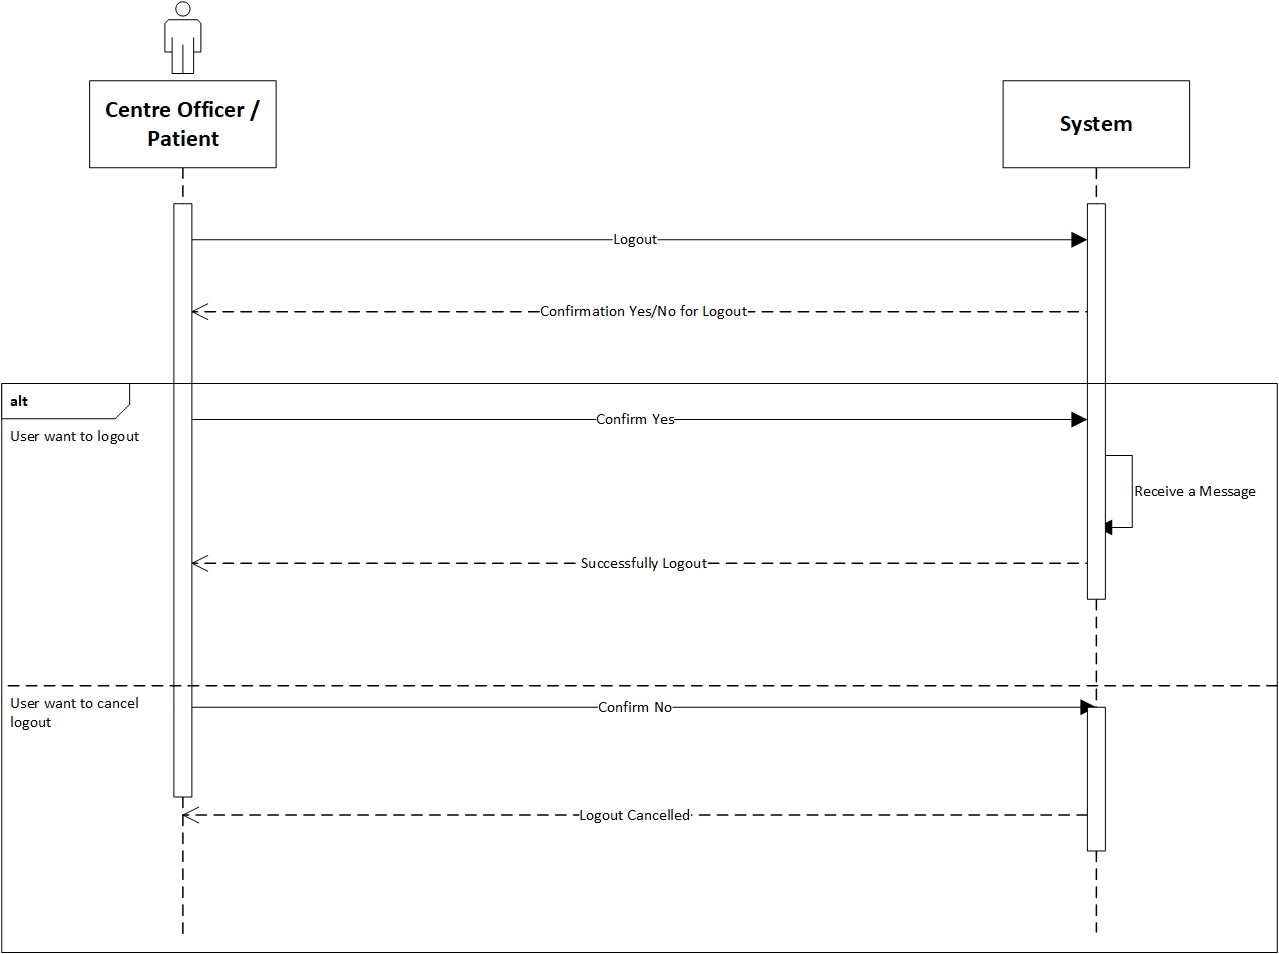 Centre Officer /
Patient
System
Logout
Confirmation Yes/No for Logout
alt
Confirm Yes
User want to logout
Receive a Message
Successfully Logout
User want to cancel
logout
Confirm No
Logout Cancelled